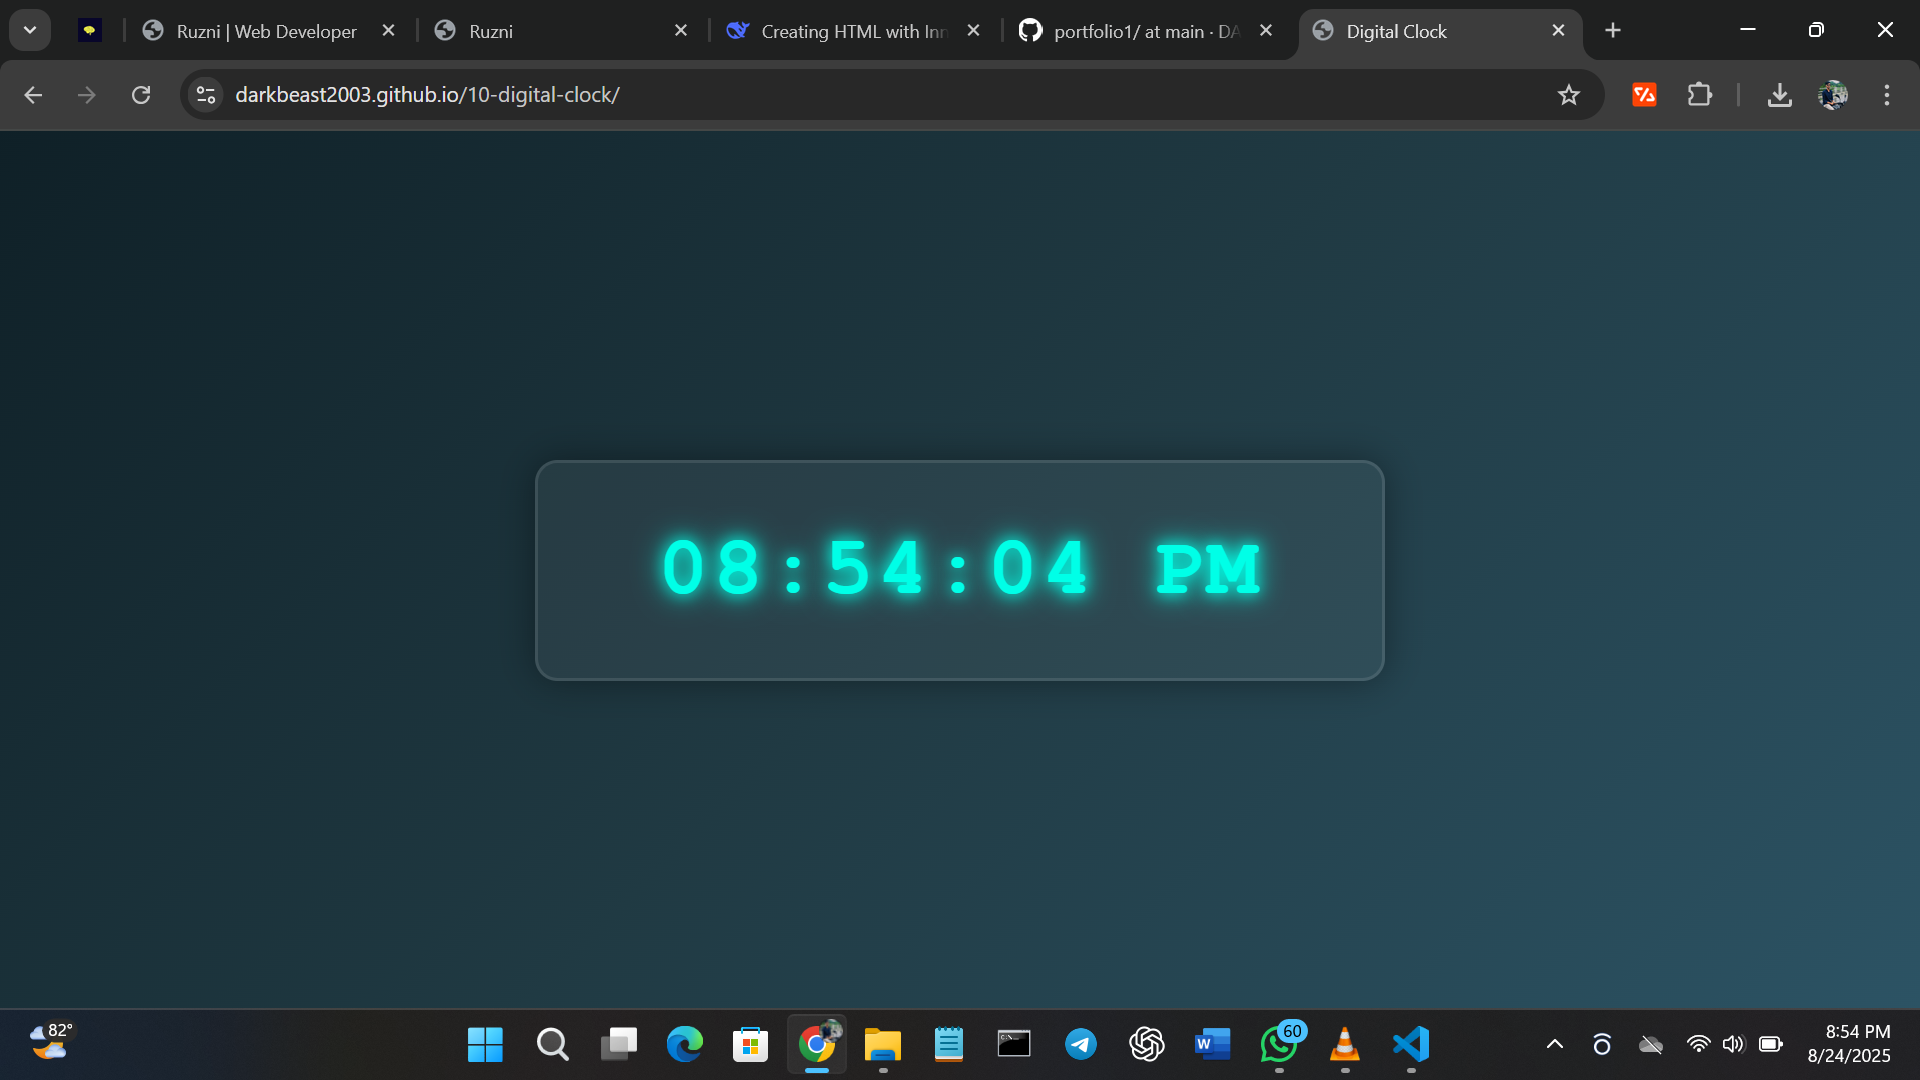 Ruzni | Web Developer
Ruzni
Creating HTML with Inn
portfolio1/ at main · DA
Digital Clock
darkbeast2003.github.io/10-digital-clock/
08:54:04 PM
82°
60
8:54 PM
8/24/2025